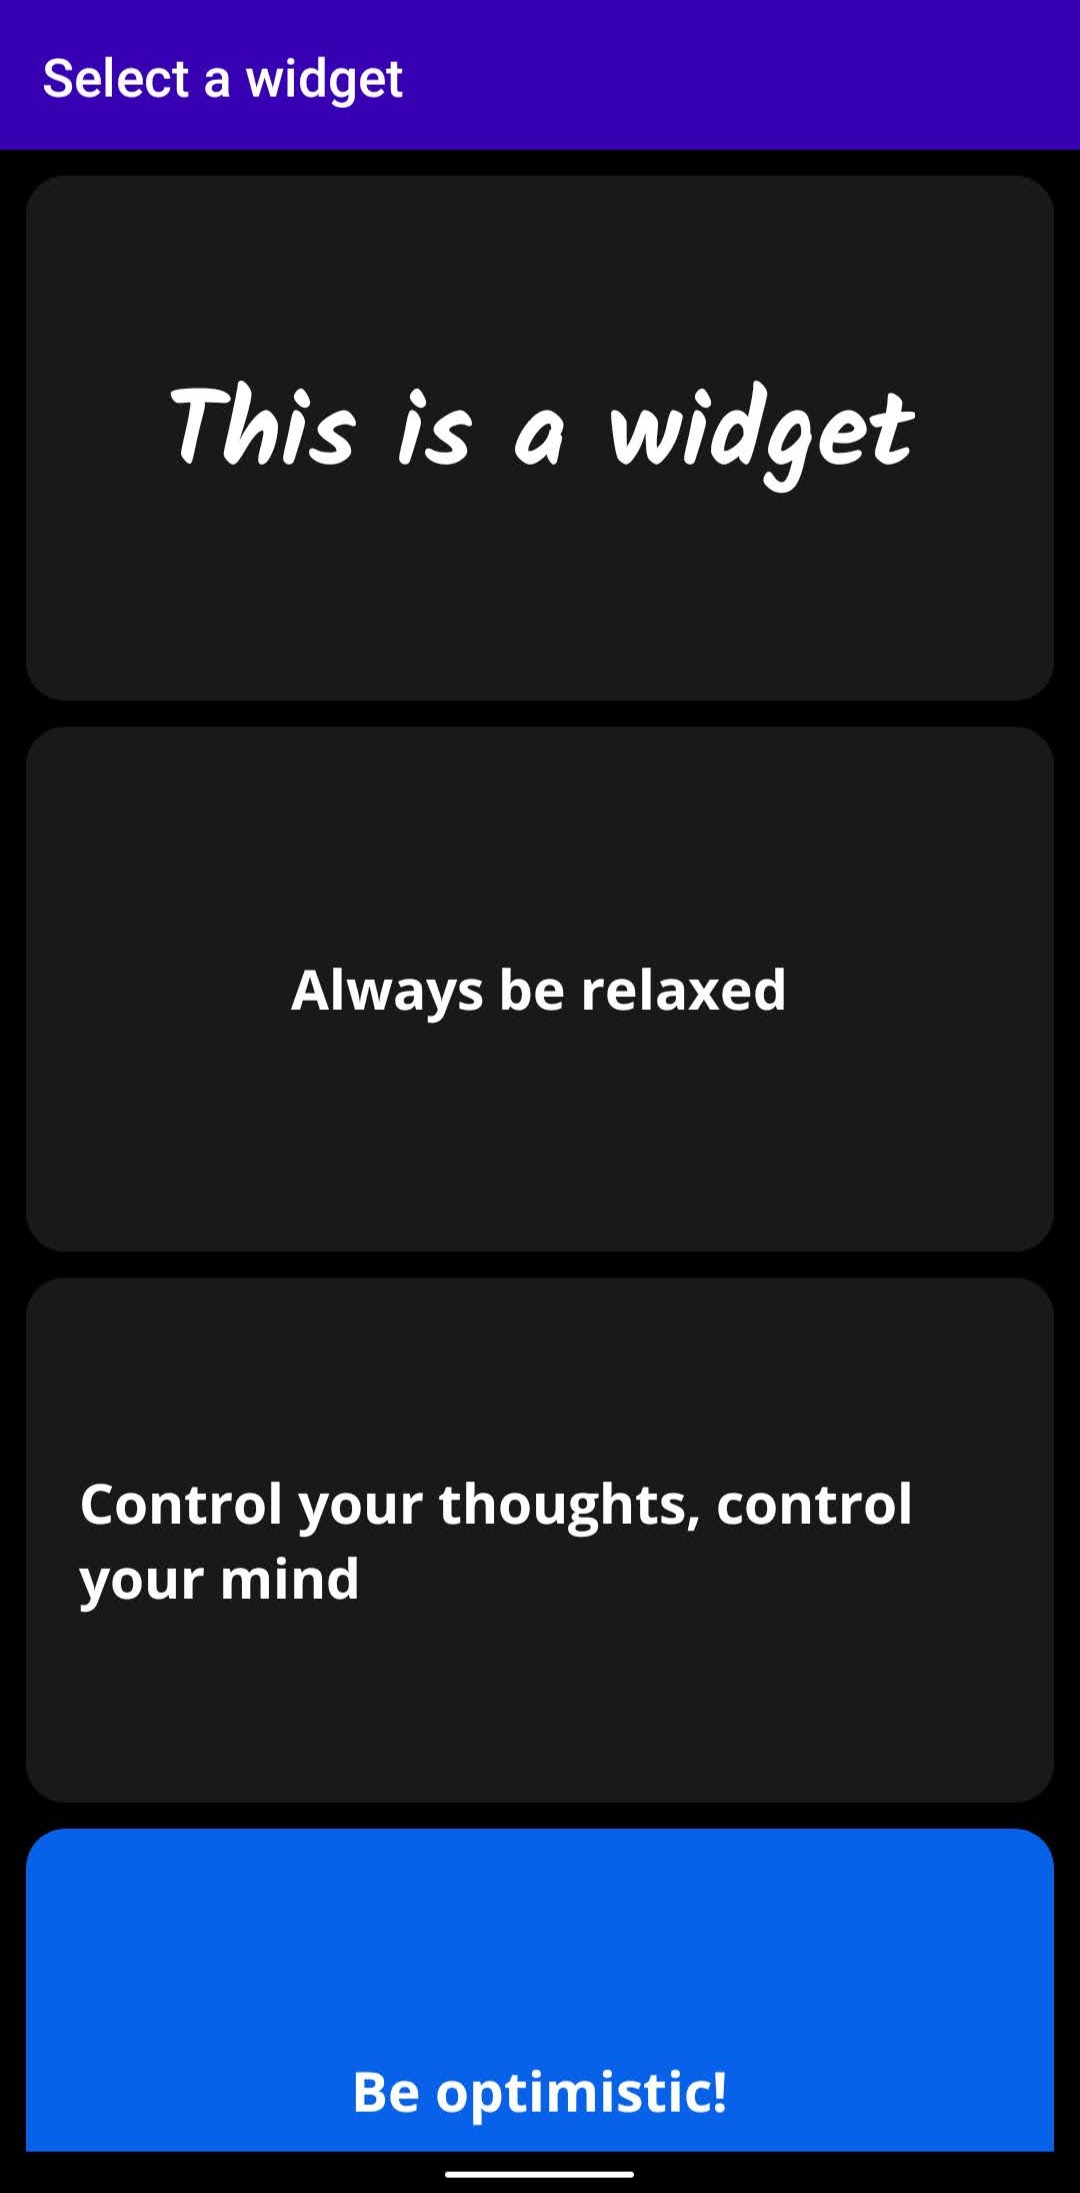 Select a widget
This is a widget
Always be relaxed
Control your thoughts, control
your mind
Be optimistic!